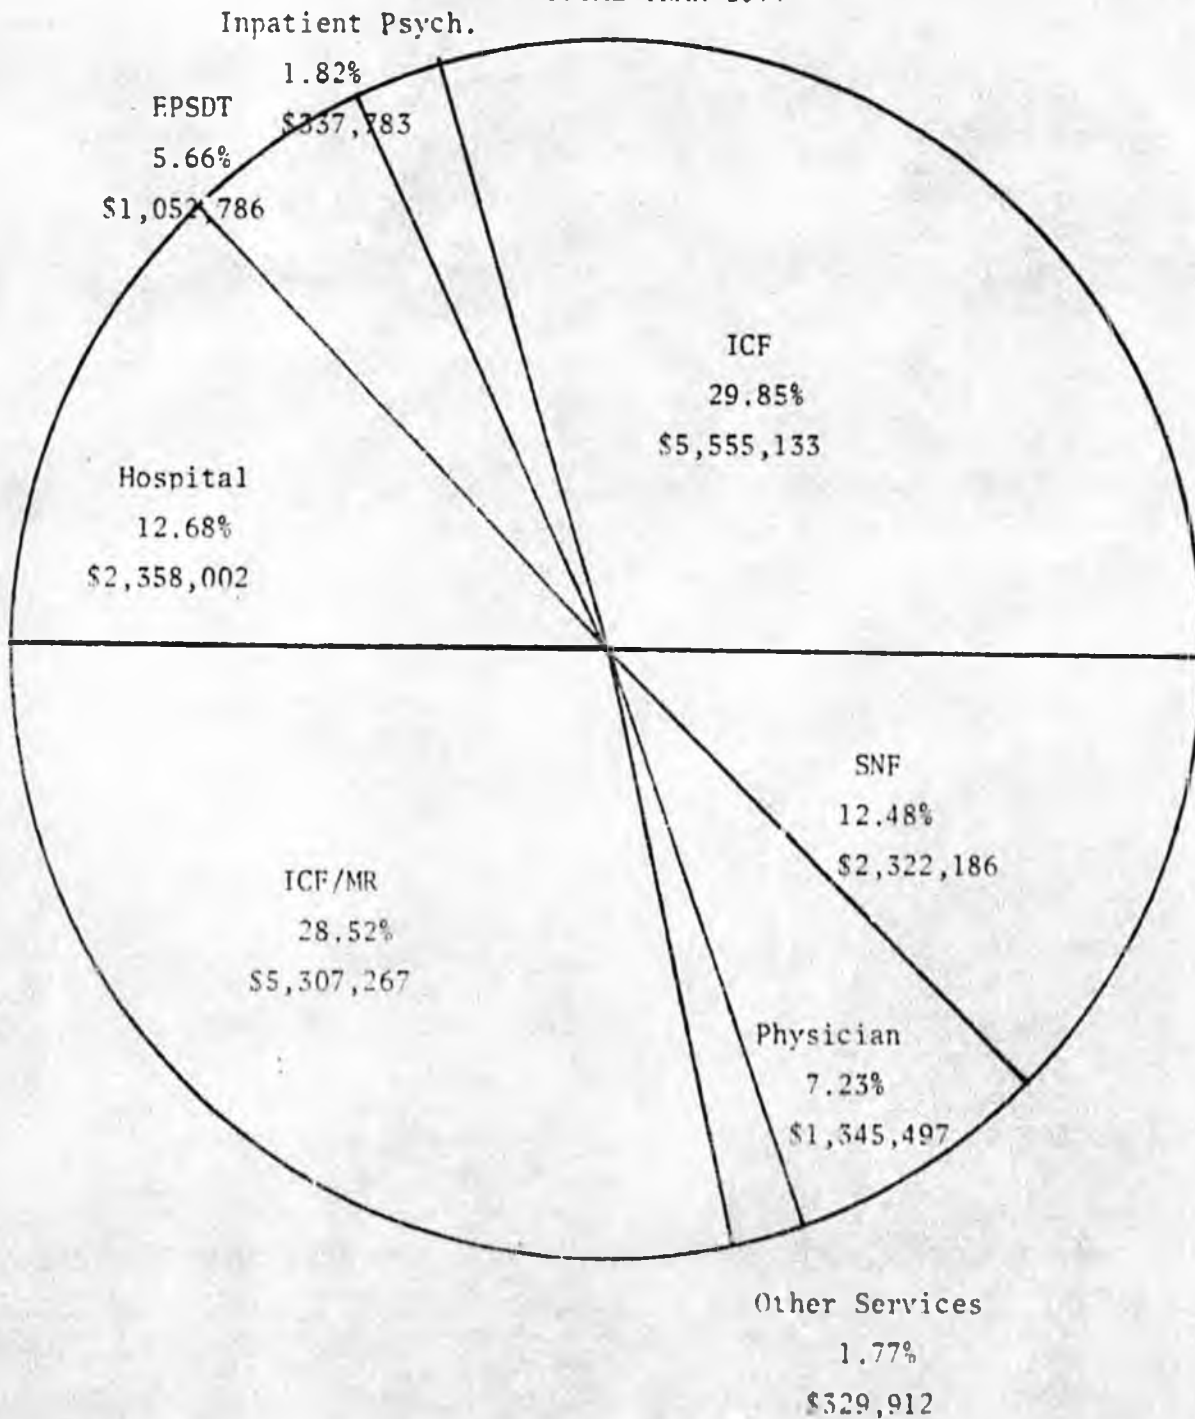 Inpatient Psych.
1.82%
$337,783
EPSDT
5.66%
$1,052,786
ICF
29.85%
$5,555,133
Hospital
12.68%
$2,358,002
SNF
12.48%
$2,322,186
ICF/MR
28.52%
$5,307,267
Physician
7.23%
$1,345,497
Other Services
1.77%
$329,912